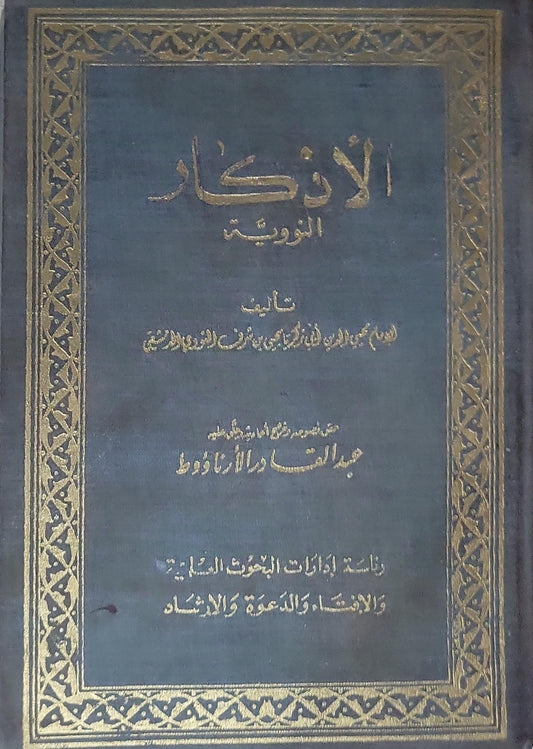 الأذكار
النوويَّة
تأليف
الإمام محيي الدين أبي زكريا يحيى بن شرف النووي الدمشقي
حقق نصوصه وخرج أحاديثه وعلق عليه
عبد القادر الأرناؤوط
رئاسة إدارات البحوث العلمية
والإفتاء والدعوة والإرشاد